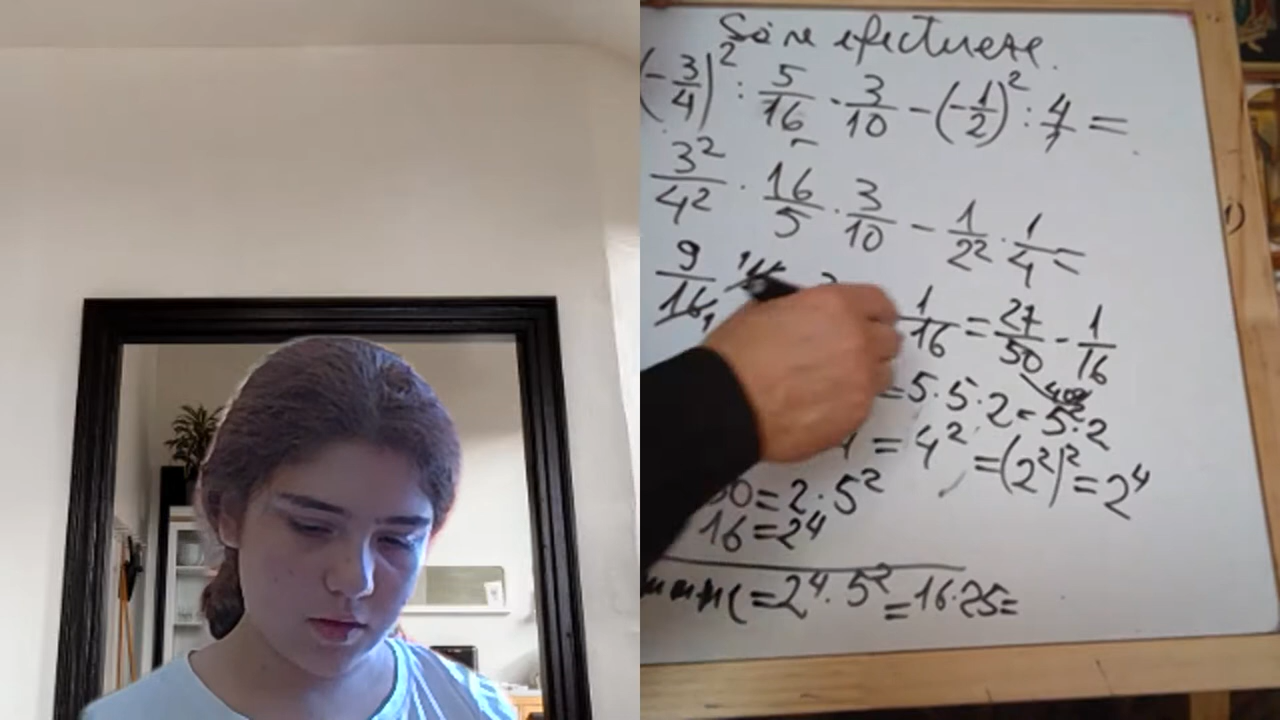 Să se efectueze.
(-3/4)² : 5/16 · 3/10 - (-1/2)² : 4/1 =
3²/4² · 16/5 · 3/10 - 1/2² · 1/4 =
9/16 1/16 = 27/50 - 1/16
= 5·5·2 = 5²·2
= 4² = (2²)² = 2⁴
50 = 2·5²
16 = 2⁴
cmmmc = 2⁴·5² = 16·25 =